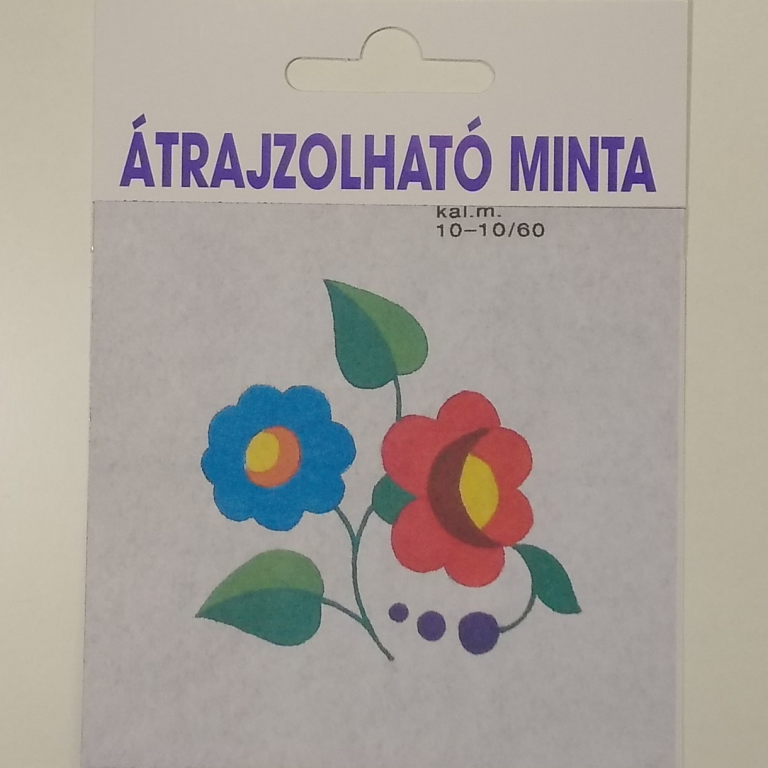 ÁTRAJZOLHATÓ MINTA
kal.m.
10-10/60